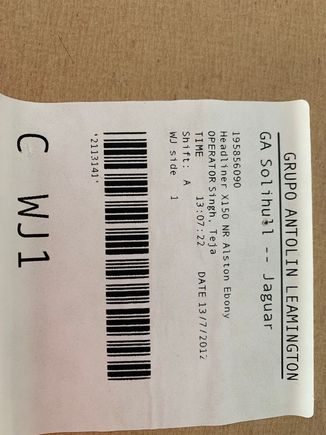 GRUPO ANTOLIN LEAMINGTON
GA Solihull -- Jaguar
195856090
Headliner X150 NR Alston Ebony
OPERATOR Singh, Teja
TIME 13:07:22 DATE 13/7/2012
Shift: A
WJ side 1
'2113141'
C WJ1